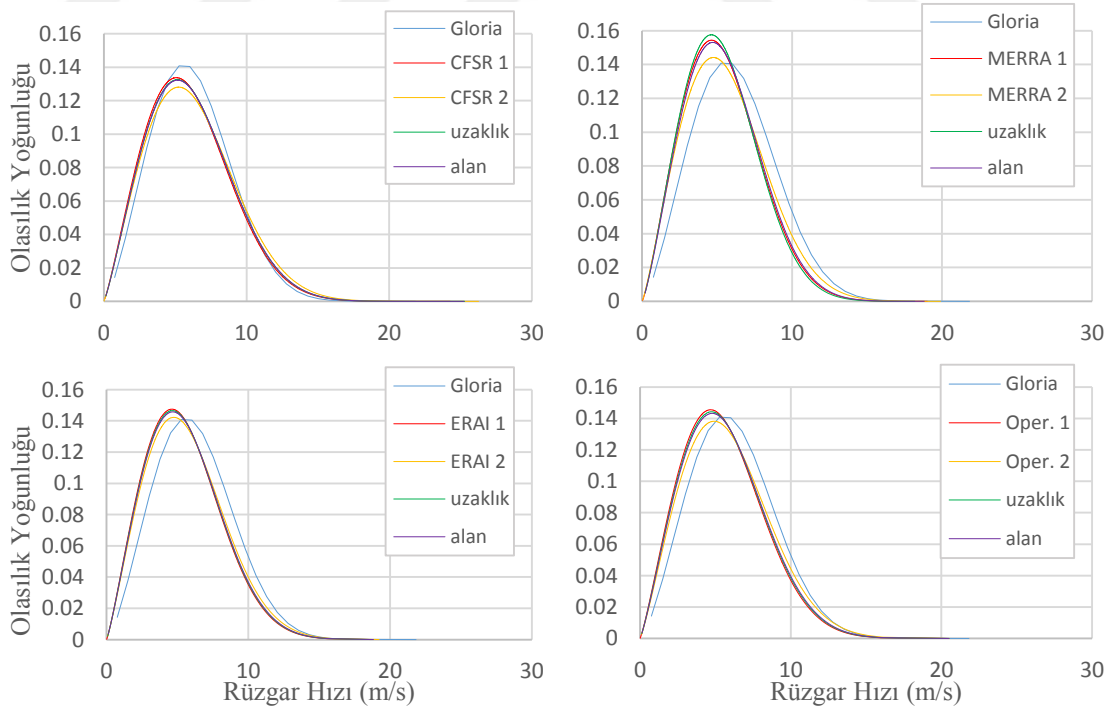 Olasılık Yoğunluğu
0.16
0.14
0.12
0.1
0.08
0.06
0.04
0.02
0
0
10
20
30
Gloria
CFSR 1
CFSR 2
uzaklık
alan
0.16
0.14
0.12
0.1
0.08
0.06
0.04
0.02
0
0
10
20
30
Gloria
MERRA 1
MERRA 2
uzaklık
alan
Olasılık Yoğunluğu
0.16
0.14
0.12
0.1
0.08
0.06
0.04
0.02
0
0
10
20
30
Rüzgar Hızı (m/s)
Gloria
ERAI 1
ERAI 2
uzaklık
alan
0.16
0.14
0.12
0.1
0.08
0.06
0.04
0.02
0
0
10
20
30
Rüzgar Hızı (m/s)
Gloria
Oper. 1
Oper. 2
uzaklık
alan